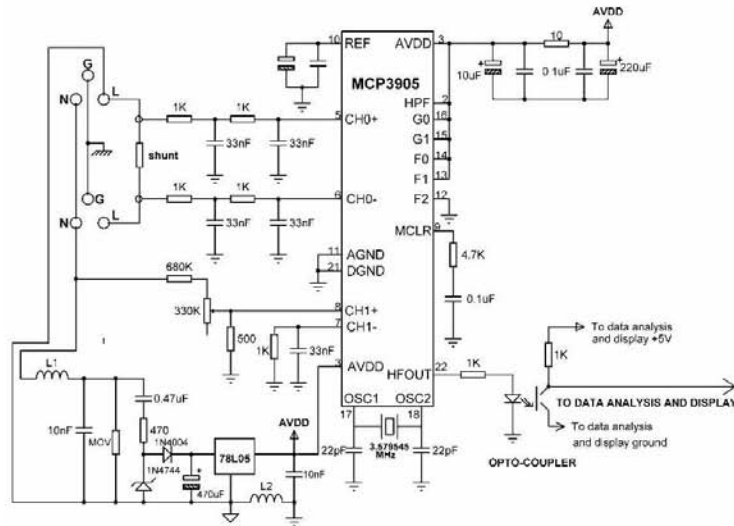 AVDD
10 REF
AVDD 3
10
MCP3905
10uF
0.1uF
220uF
G
N
L
1K
1K
5 CH0+
33nF
33nF
shunt
HPF 2
G0 16
G1 15
F0 14
F1 13
F2 12
G
N
L
1K
1K
6 CH0-
33nF
33nF
MCLR 9
4.7K
0.1uF
11 AGND
21 DGND
680K
330K
8 CH1+
7 CH1-
500
1K
33nF
3 AVDD
HFOUT 22
1K
To data analysis
and display +5V
1K
TO DATA ANALYSIS AND DISPLAY
To data analysis
and display ground
OPTO-COUPLER
OSC1
OSC2
17
18
22pF
3.579545
MHz
22pF
L1
10nF
MOV
0.47uF
470
1N4004
1N4744
470uF
78L05
AVDD
10nF
L2